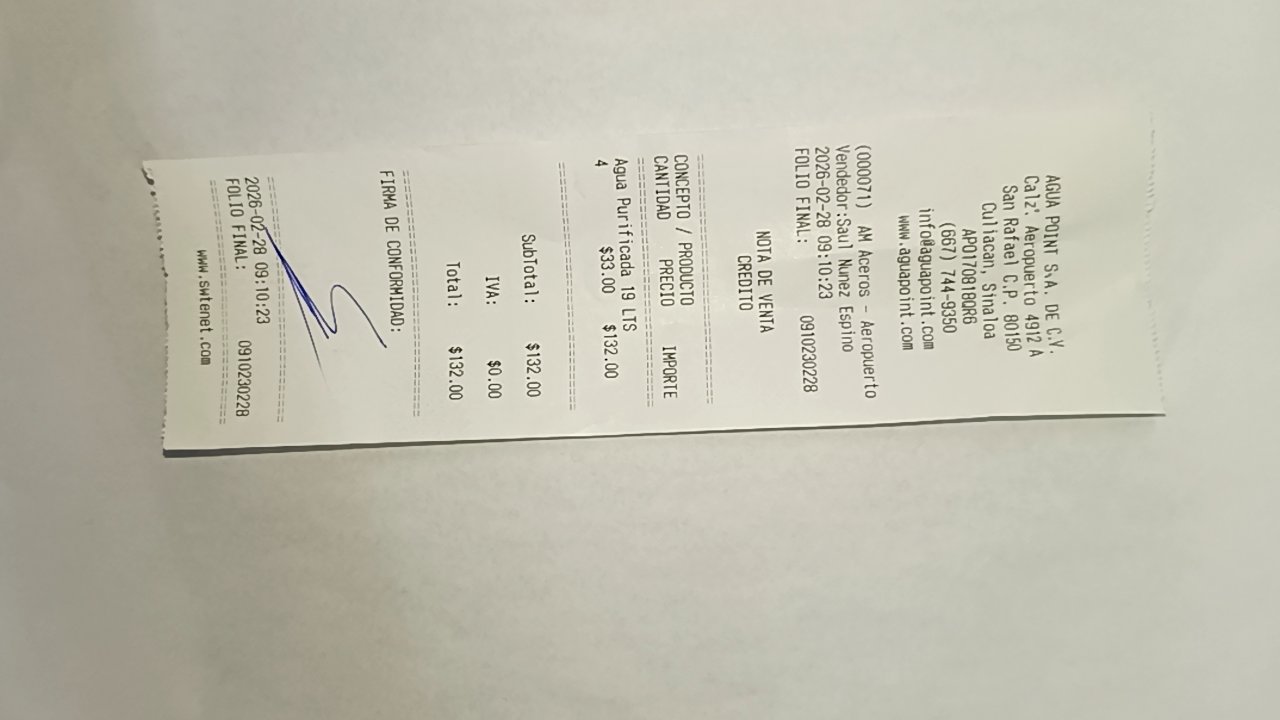 AGUA POINT S.A. DE C.V.
Calz. Aeropuerto 4912 A
San Rafael C.P. 80150
Culiacan, Sinaloa
APO170818QR6
(667) 744-9350
info@aguapoint.com
www.aguapoint.com
(000071) AM Aceros - Aeropuerto
Vendedor:Saul Nunez Espino
2026-02-28 09:10:23
FOLIO FINAL: 0910230228
NOTA DE VENTA
CREDITO
CONCEPTO / PRODUCTO
CANTIDAD PRECIO IMPORTE
Agua Purificada 19 LTS
4 $33.00 $132.00
SubTotal: $132.00
IVA: $0.00
Total: $132.00
FIRMA DE CONFORMIDAD:
2026-02-28 09:10:23
FOLIO FINAL: 0910230228
www.swtenet.com